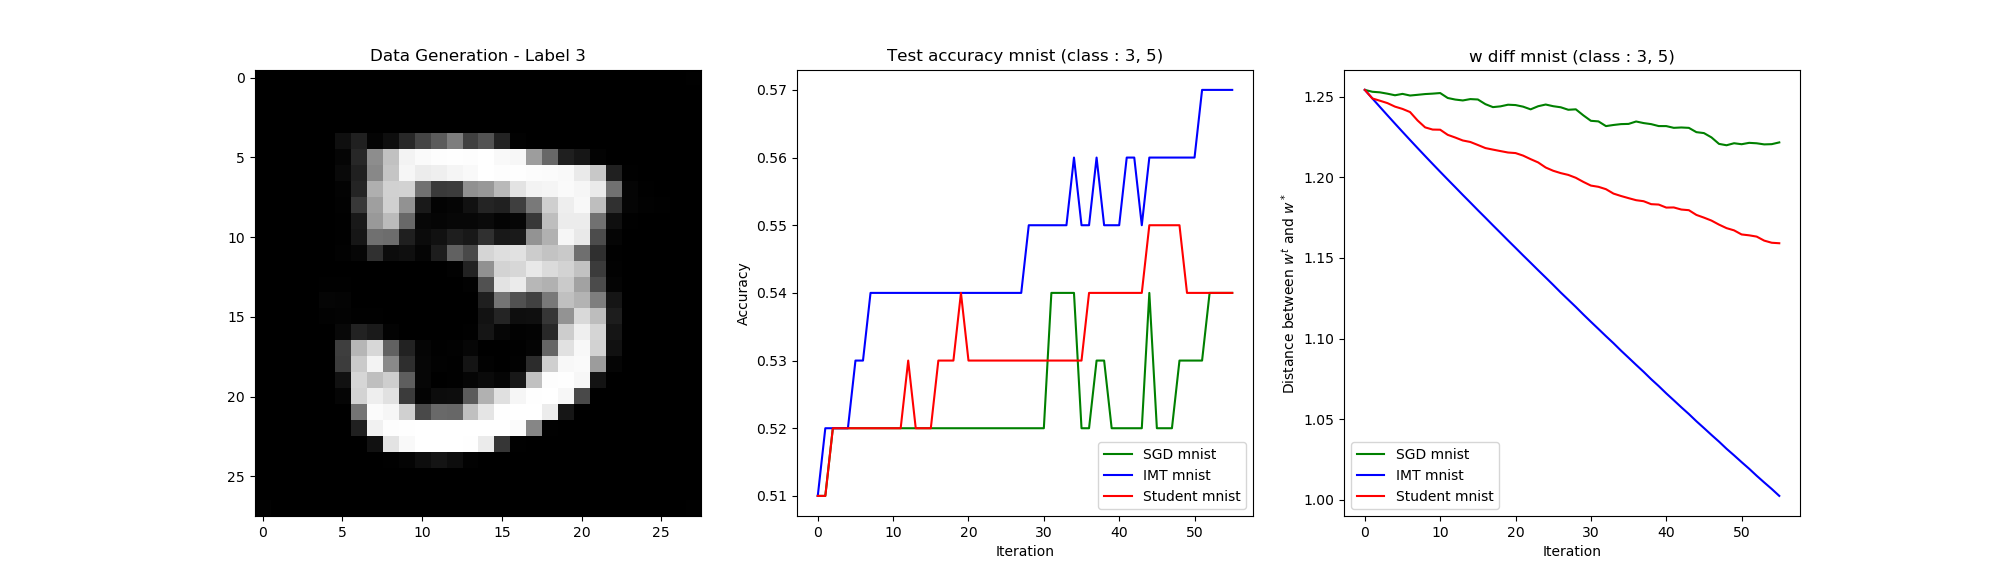 Data Generation - Label 3
0
5
10
15
20
25
0 5 10 15 20 25
Test accuracy mnist (class : 3, 5)
Accuracy
0.57
0.56
0.55
0.54
0.53
0.52
0.51
SGD mnist
IMT mnist
Student mnist
0 10 20 30 40 50
Iteration
w diff mnist (class : 3, 5)
Distance between w^t and w^*
1.25
1.20
1.15
1.10
1.05
1.00
SGD mnist
IMT mnist
Student mnist
0 10 20 30 40 50
Iteration